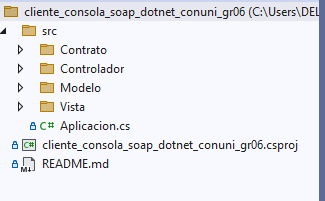 cliente_consola_soap_dotnet_conuni_gr06 (C:\Users\DEL
src
Contrato
Controlador
Modelo
Vista
Aplicacion.cs
cliente_consola_soap_dotnet_conuni_gr06.csproj
README.md